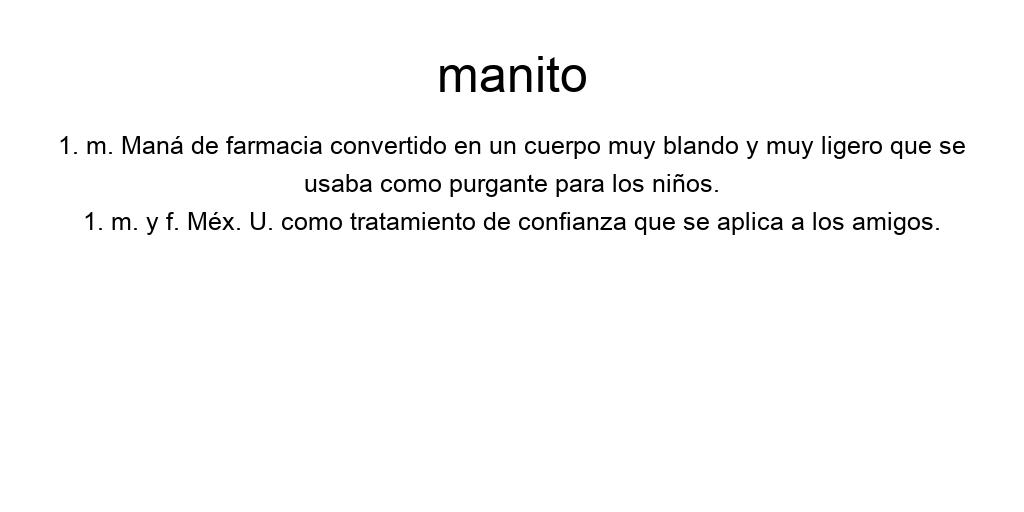 manito
1. m. Maná de farmacia convertido en un cuerpo muy blando y muy ligero que se
usaba como purgante para los niños.
1. m. y f. Méx. U. como tratamiento de confianza que se aplica a los amigos.